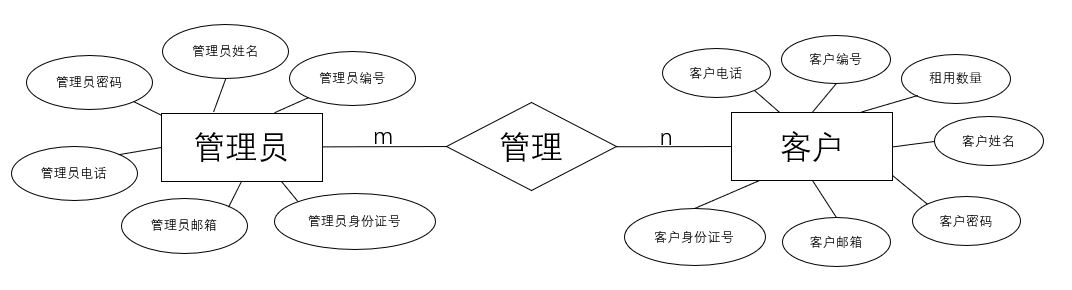 管理员姓名
管理员密码
管理员编号
管理员
管理员电话
管理员邮箱
管理员身份证号
m
管理
n
客户电话
客户编号
租用数量
客户
客户姓名
客户密码
客户身份证号
客户邮箱